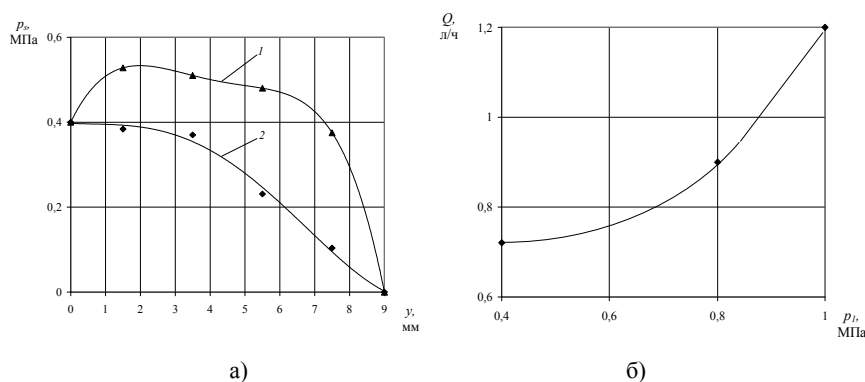 pₛ,
МПа
0,6
0,4
0,2
0
0 1 2 3 4 5 6 7 8 9
y,
мм
1
2
а)
Q,
л/ч
1,2
1
0,8
0,6
0,4 0,6 0,8 1
p₁,
МПа
б)